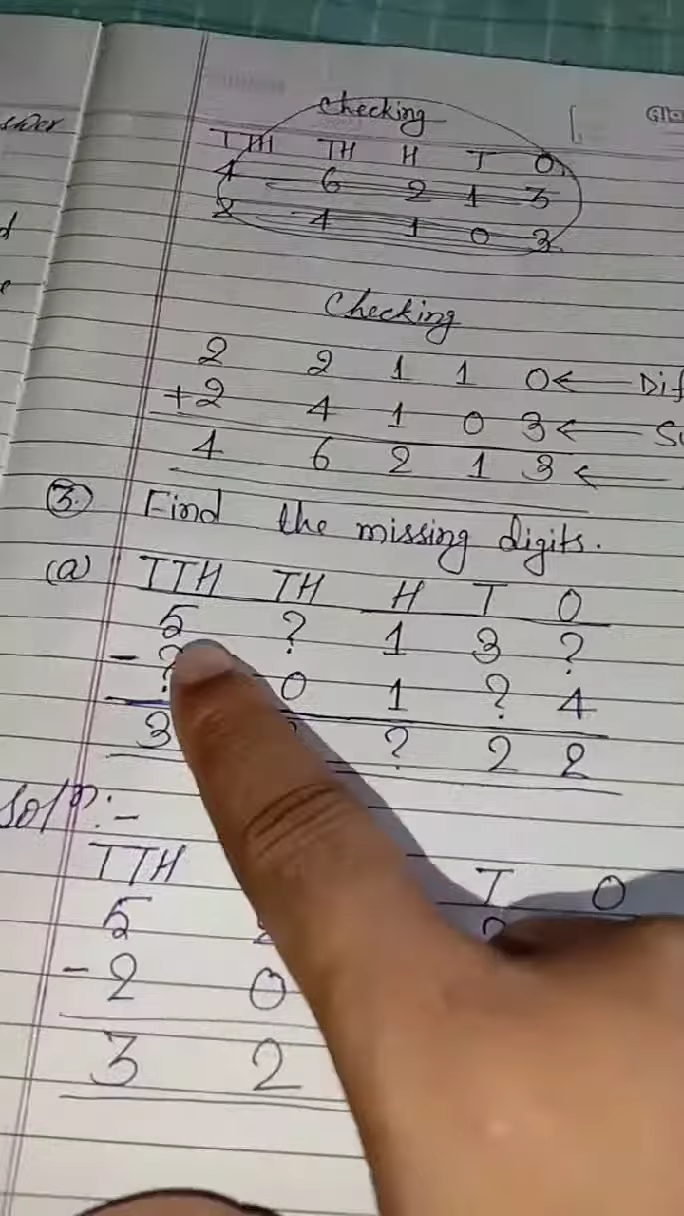 Checking
TTH TH H T O
4 6 2 1 3
2 4 1 0 3
Checking
2 2 1 1 0 ←
+2 4 1 0 3 ←
4 6 2 1 3 ←
(3.) Find the missing digits.
(a) TTH TH H T O
5 ? 1 3 ?
- ? 0 1 ? 4
3 ? 2 2
Solⁿ:-
TTH T O
5
- 2 0
3 2